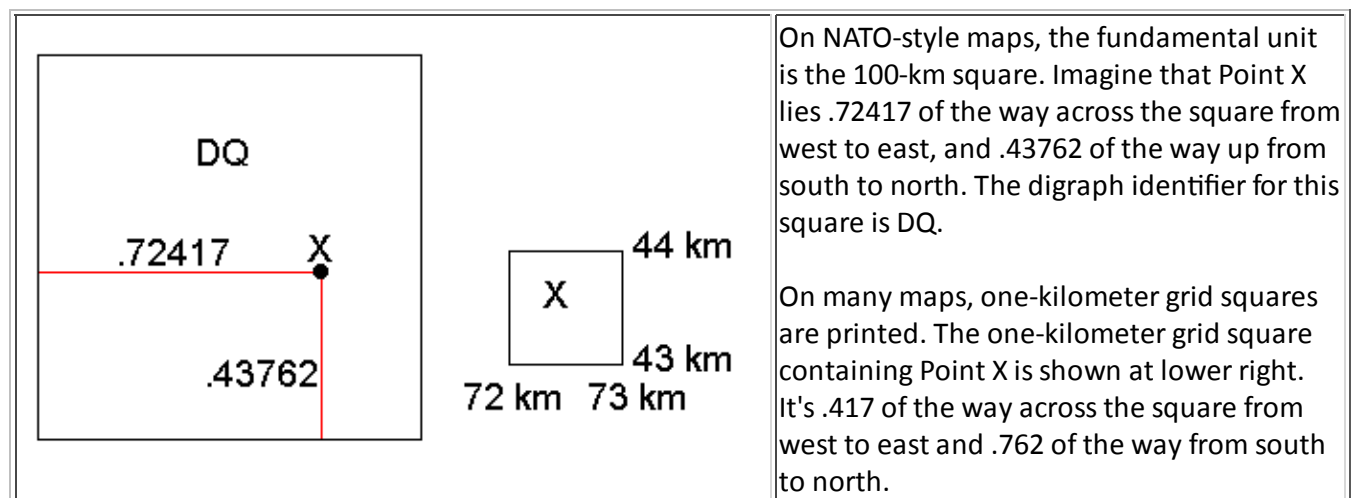 DQ
.72417
X
.43762
44 km
X
43 km
72 km 73 km
On NATO-style maps, the fundamental unit
is the 100-km square. Imagine that Point X
lies .72417 of the way across the square from
west to east, and .43762 of the way up from
south to north. The digraph identifier for this
square is DQ.
On many maps, one-kilometer grid squares
are printed. The one-kilometer grid square
containing Point X is shown at lower right.
It's .417 of the way across the square from
west to east and .762 of the way from south
to north.